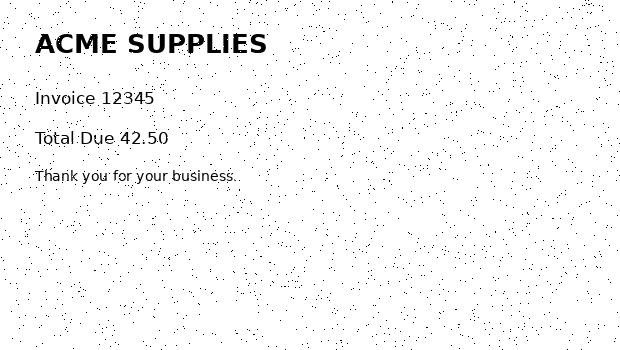 ACME SUPPLIES
Invoice 12345
Total Due 42.50
Thank you for your business.